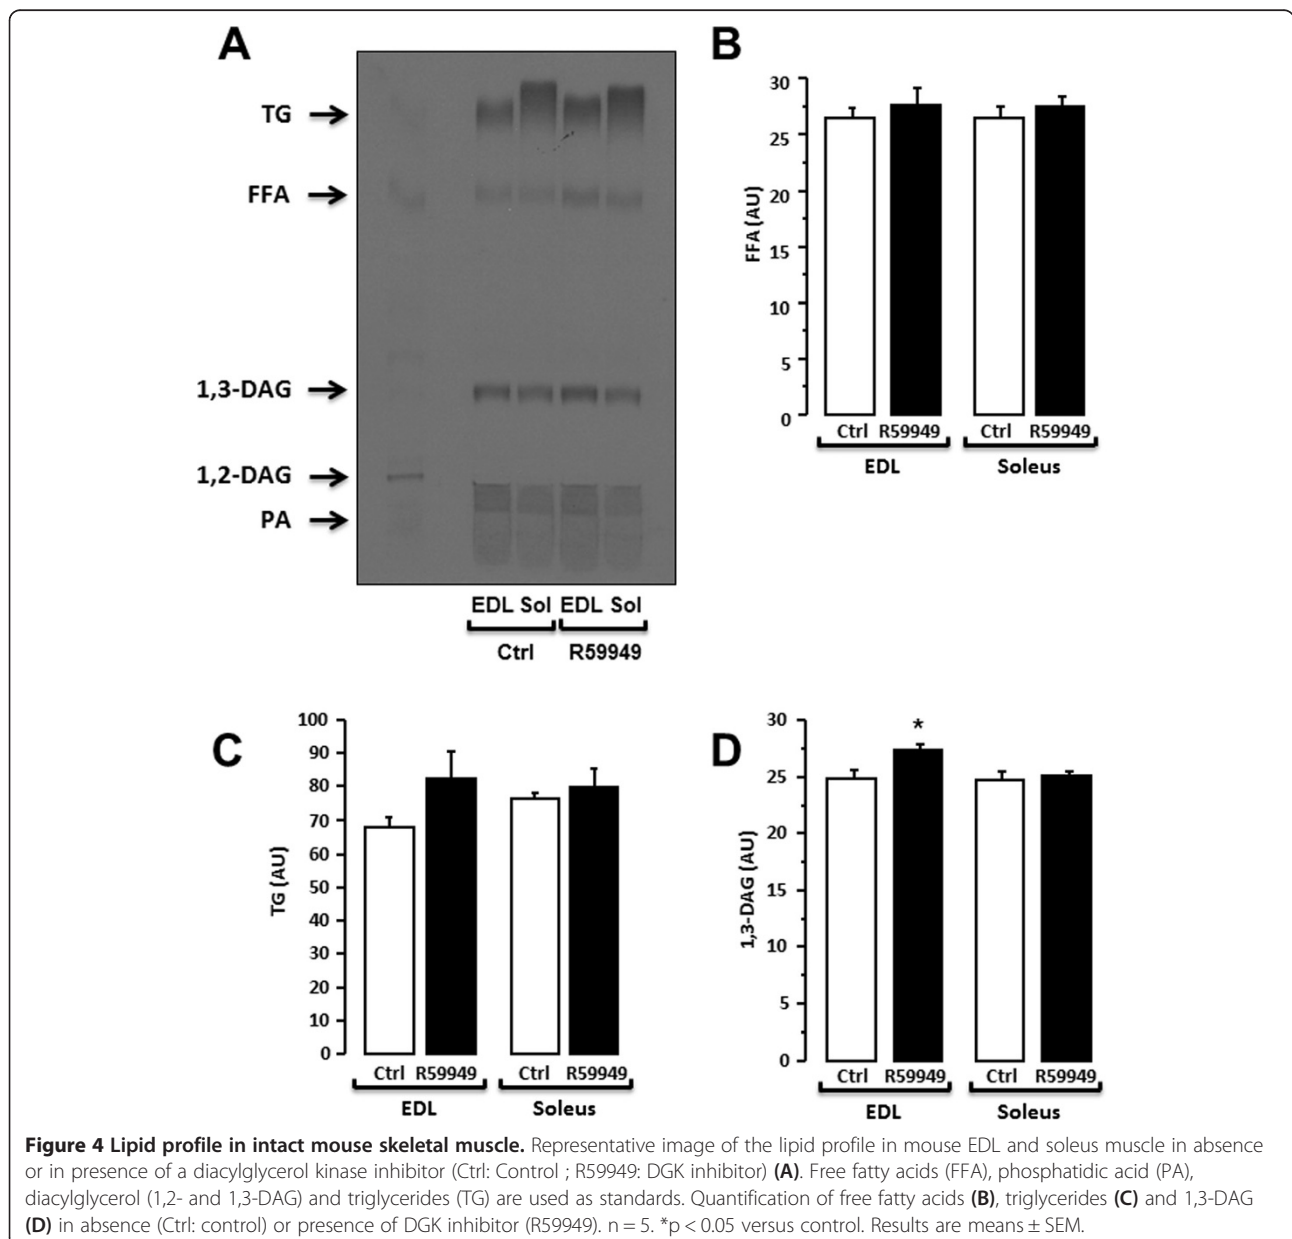 A
TG
FFA
1,3-DAG
1,2-DAG
PA
EDL Sol EDL Sol
Ctrl R59949
B
FFA (AU)
30
25
20
15
10
5
0
Ctrl R59949 Ctrl R59949
EDL Soleus
C
TG (AU)
100
90
80
70
60
50
40
30
20
10
0
Ctrl R59949 Ctrl R59949
EDL Soleus
D
1,3-DAG (AU)
30
25
20
15
10
5
0
*
Ctrl R59949 Ctrl R59949
EDL Soleus
Figure 4 Lipid profile in intact mouse skeletal muscle. Representative image of the lipid profile in mouse EDL and soleus muscle in absence
or in presence of a diacylglycerol kinase inhibitor (Ctrl: Control ; R59949: DGK inhibitor) (A). Free fatty acids (FFA), phosphatidic acid (PA),
diacylglycerol (1,2- and 1,3-DAG) and triglycerides (TG) are used as standards. Quantification of free fatty acids (B), triglycerides (C) and 1,3-DAG
(D) in absence (Ctrl: control) or presence of DGK inhibitor (R59949). n = 5. *p < 0.05 versus control. Results are means ± SEM.